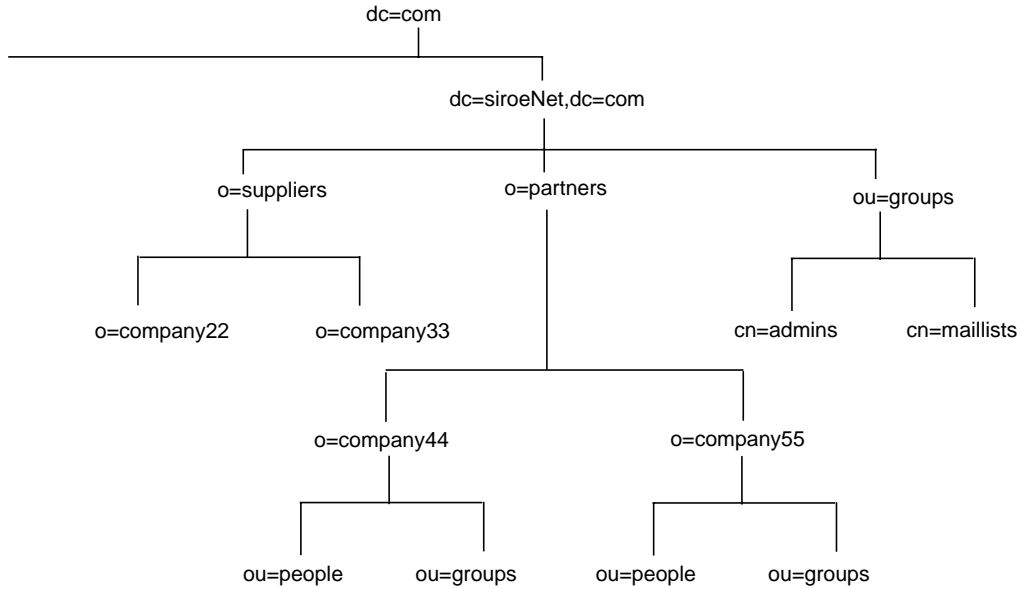 dc=com
dc=siroeNet,dc=com
o=suppliers
o=partners
ou=groups
o=company22
o=company33
cn=admins
cn=maillists
o=company44
o=company55
ou=people
ou=groups
ou=people
ou=groups